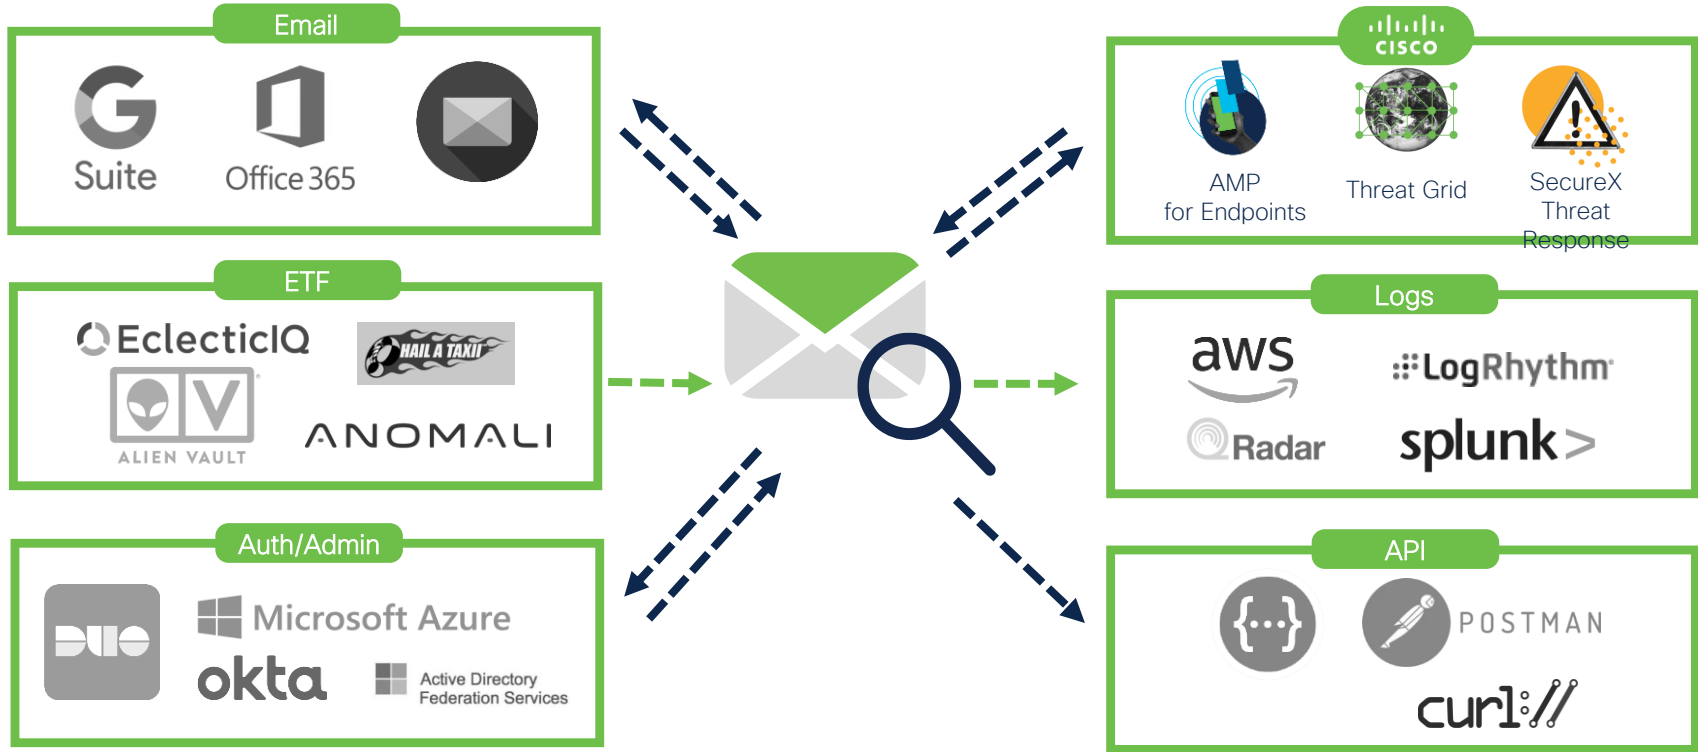 Email
G Suite
Office 365
ETF
EclecticIQ
HAIL A TAXII
ALIEN VAULT
ANOMALI
Auth/Admin
DUO
Microsoft Azure
okta
Active Directory
Federation Services
CISCO
AMP
for Endpoints
Threat Grid
SecureX
Threat
Response
Logs
aws
LogRhythm
QRadar
splunk>
API
{...}
POSTMAN
curl://